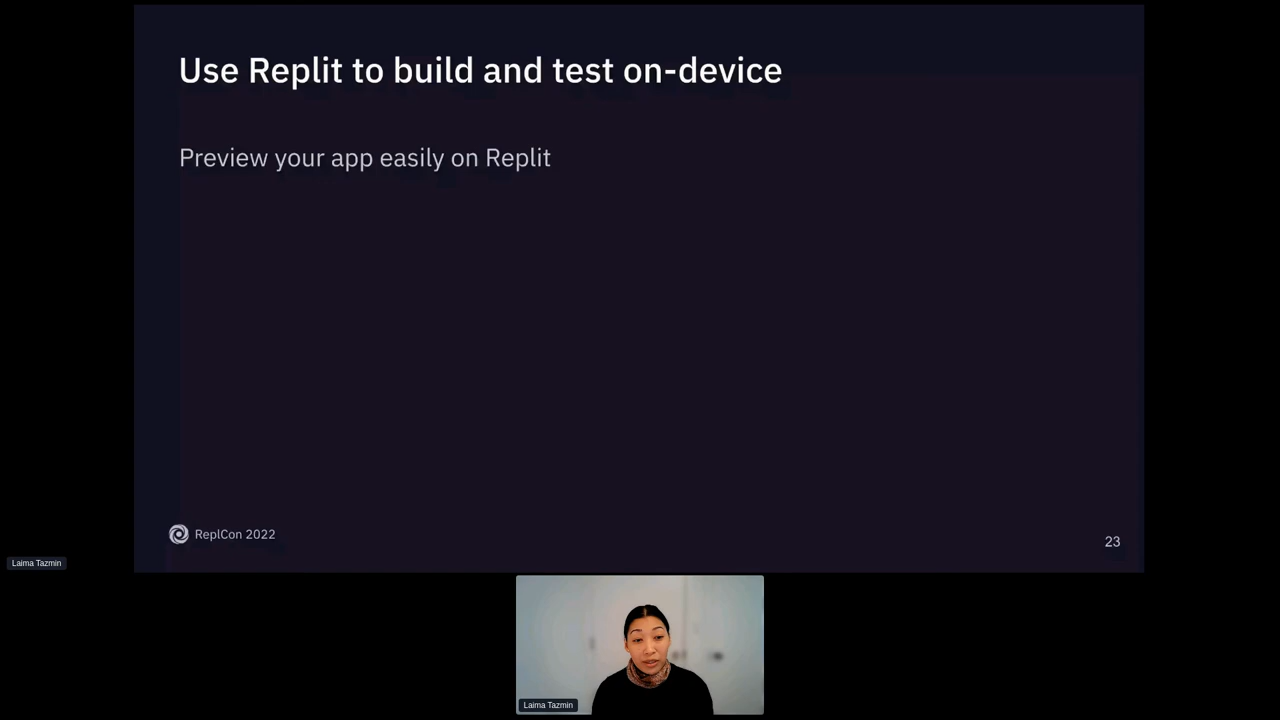 Use Replit to build and test on-device
Preview your app easily on Replit
ReplCon 2022
23
Laima Tazmin
Laima Tazmin